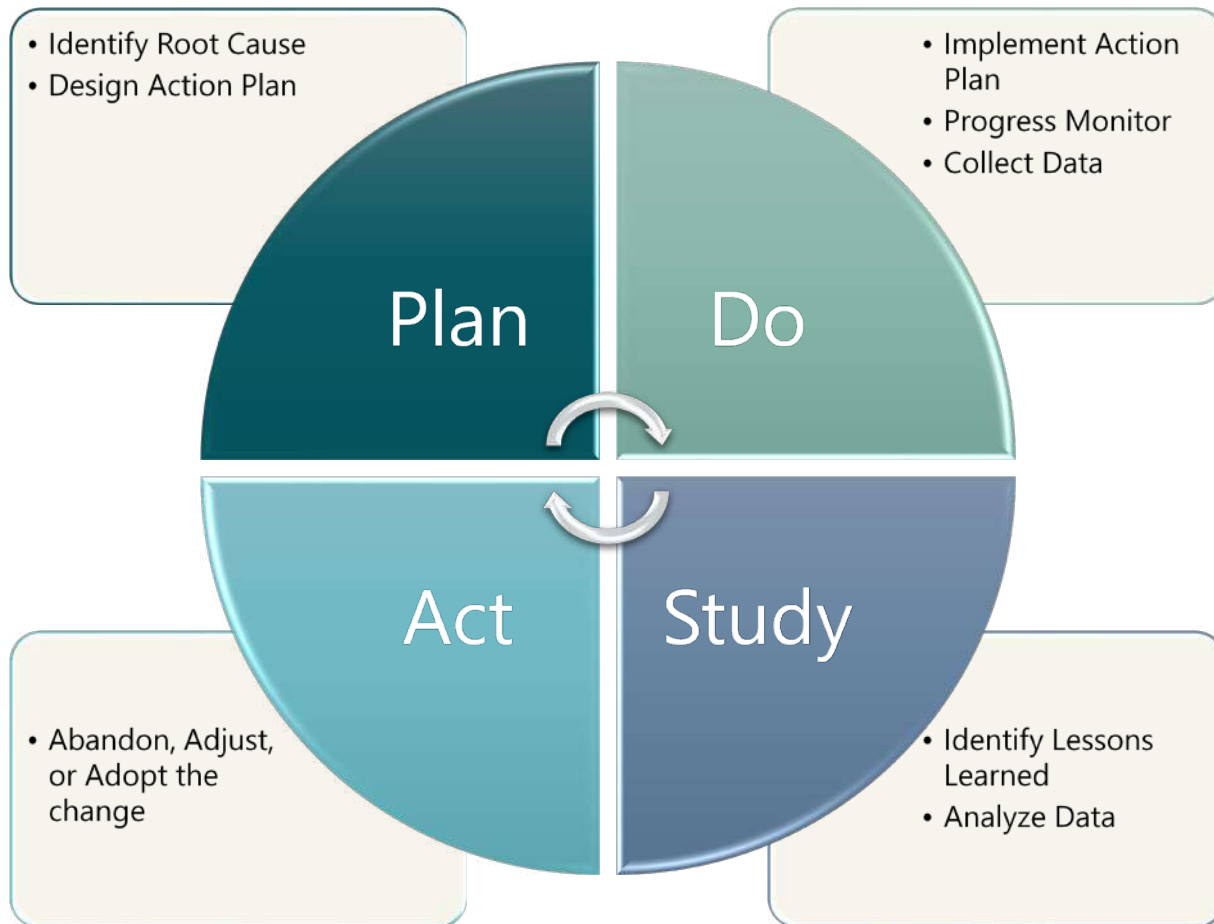 • Identify Root Cause
• Design Action Plan
• Implement Action
Plan
• Progress Monitor
• Collect Data
Plan
Do
Act
Study
• Abandon, Adjust,
or Adopt the
change
• Identify Lessons
Learned
• Analyze Data